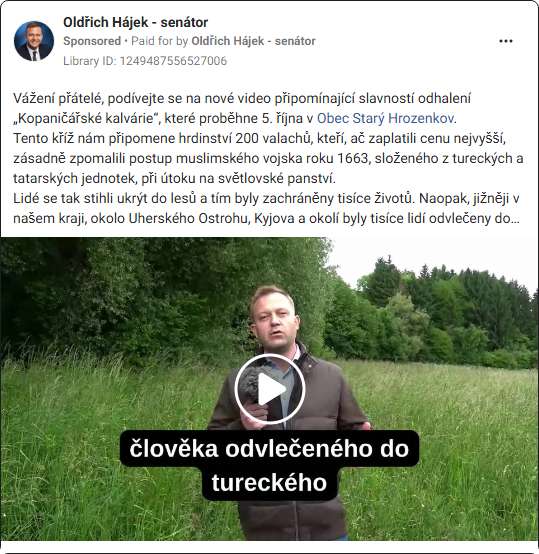 Oldřich Hájek - senátor
Sponsored • Paid for by Oldřich Hájek - senátor
Library ID: 1249487556527006
Vážení přátelé, podívejte se na nové video připomínající slavností odhalení
„Kopaničářské kalvárie“, které proběhne 5. října v Obec Starý Hrozenkov.
Tento kříž nám připomene hrdinství 200 valachů, kteří, ač zaplatili cenu nejvyšší,
zásadně zpomalili postup muslimského vojska roku 1663, složeného z tureckých a
tatarských jednotek, při útoku na světlovské panství.
Lidé se tak stihli ukrýt do lesů a tím byly zachráněny tisíce životů. Naopak, jižněji v
našem kraji, okolo Uherského Ostrohu, Kyjova a okolí byly tisíce lidí odvlečeny do…
člověka odvlečeného do
tureckého